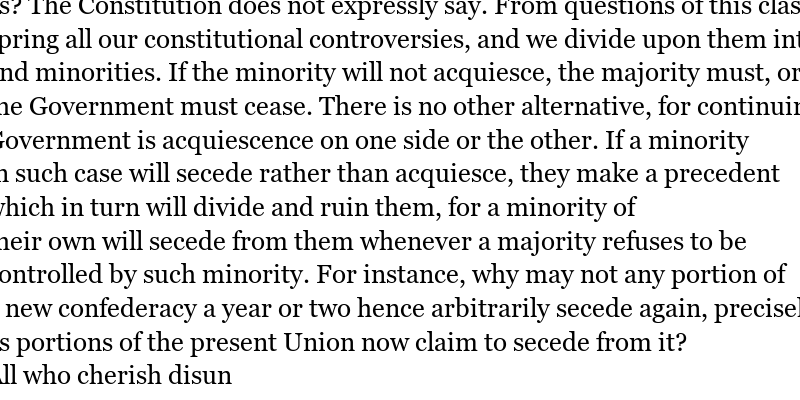 s? The Constitution does not expressly say. From questions of this clas
pring all our constitutional controversies, and we divide upon them int
nd minorities. If the minority will not acquiesce, the majority must, or
he Government must cease. There is no other alternative, for continuin
Government is acquiescence on one side or the other. If a minority
n such case will secede rather than acquiesce, they make a precedent
which in turn will divide and ruin them, for a minority of
heir own will secede from them whenever a majority refuses to be
ontrolled by such minority. For instance, why may not any portion of
new confederacy a year or two hence arbitrarily secede again, precisel
s portions of the present Union now claim to secede from it?
All who cherish disun